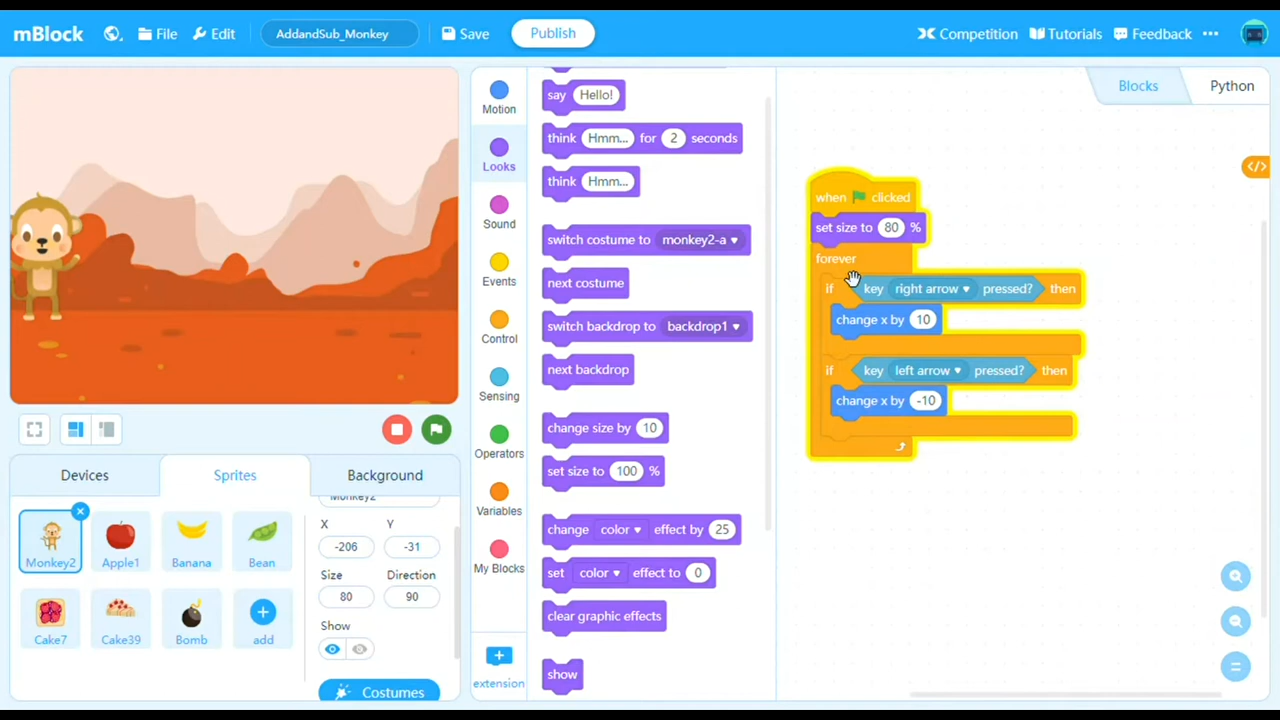 mBlock File Edit AddandSub_Monkey Save Publish Competition Tutorials Feedback
Blocks Python
Motion
Looks
Sound
Events
Control
Sensing
Operators
Variables
My Blocks
extension
say Hello!
think Hmm... for 2 seconds
think Hmm...
switch costume to monkey2-a
next costume
switch backdrop to backdrop1
next backdrop
change size by 10
set size to 100 %
change color effect by 25
set color effect to 0
clear graphic effects
show
when clicked
set size to 80 %
forever
if key right arrow pressed? then
change x by 10
if key left arrow pressed? then
change x by -10
Devices Sprites Background
Monkey2 Apple1 Banana Bean
Cake7 Cake39 Bomb add
Monkey2
X Y
-206 -31
Size Direction
80 90
Show
Costumes